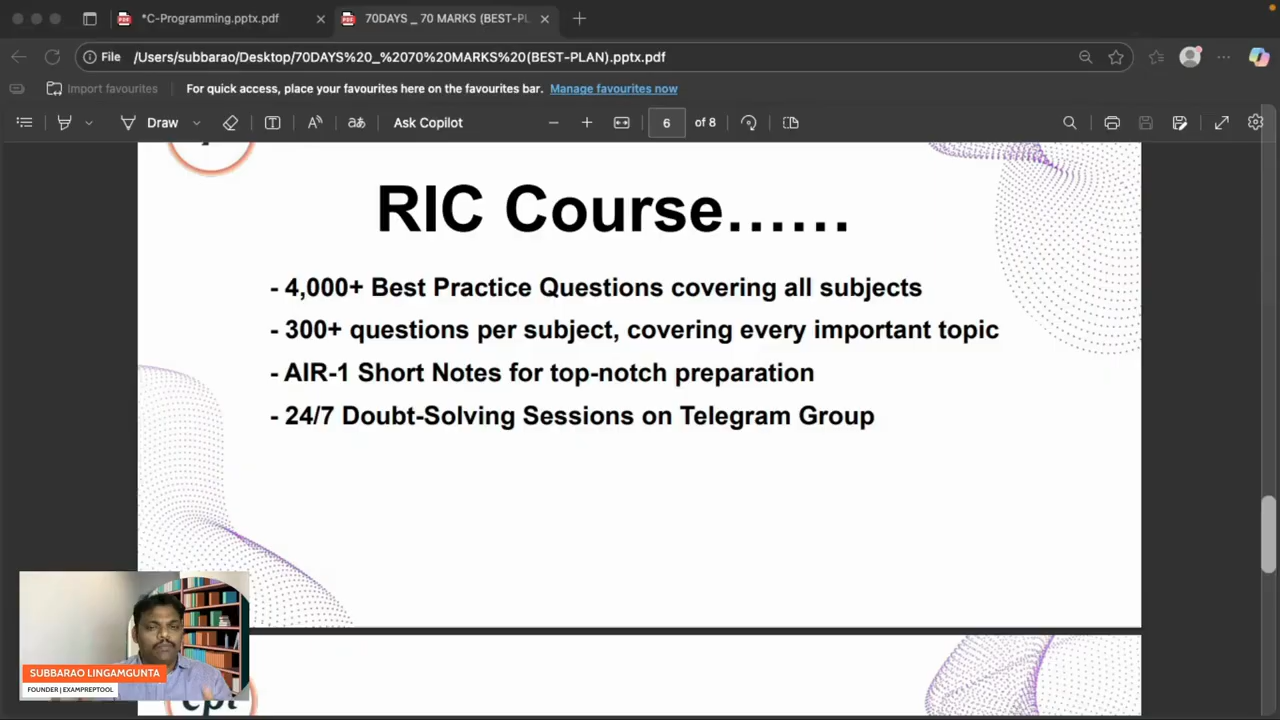 *C-Programming.pptx.pdf
70DAYS _ 70 MARKS (BEST-PL
File /Users/subbarao/Desktop/70DAYS%20_%2070%20MARKS%20(BEST-PLAN).pptx.pdf
Import favourites For quick access, place your favourites here on the favourites bar. Manage favourites now
Draw aあ Ask Copilot 6 of 8
RIC Course......
- 4,000+ Best Practice Questions covering all subjects
- 300+ questions per subject, covering every important topic
- AIR-1 Short Notes for top-notch preparation
- 24/7 Doubt-Solving Sessions on Telegram Group
SUBBARAO LINGAMGUNTA
FOUNDER | EXAMPREPTOOL
ept